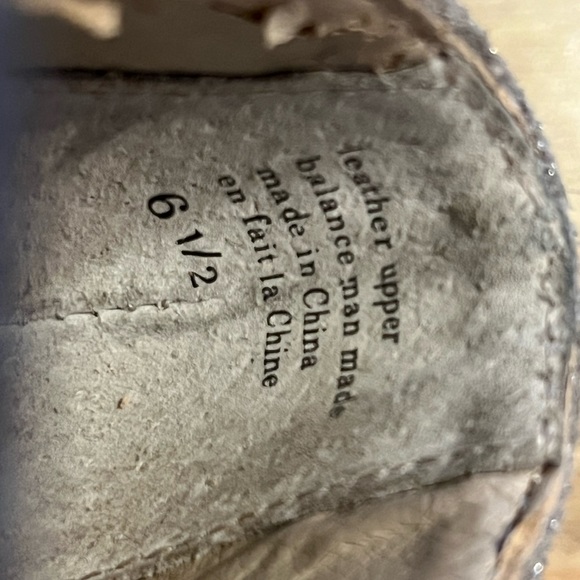 leather upper
balance man made
made in China
en fait la Chine
6 1/2